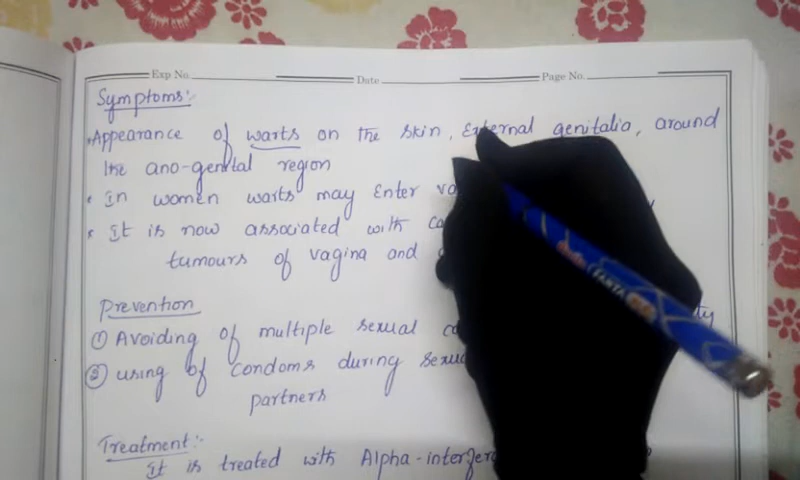 Exp No. Date Page No.
Symptoms:-
Appearance of warts on the skin, External genitalia, around
the ano-genital region
In women warts may Enter
It is now associated with
tumours of vagina and
Prevention
① Avoiding of multiple sexual
② using of condoms during
partners
Treatment:-
It is treated with Alpha-